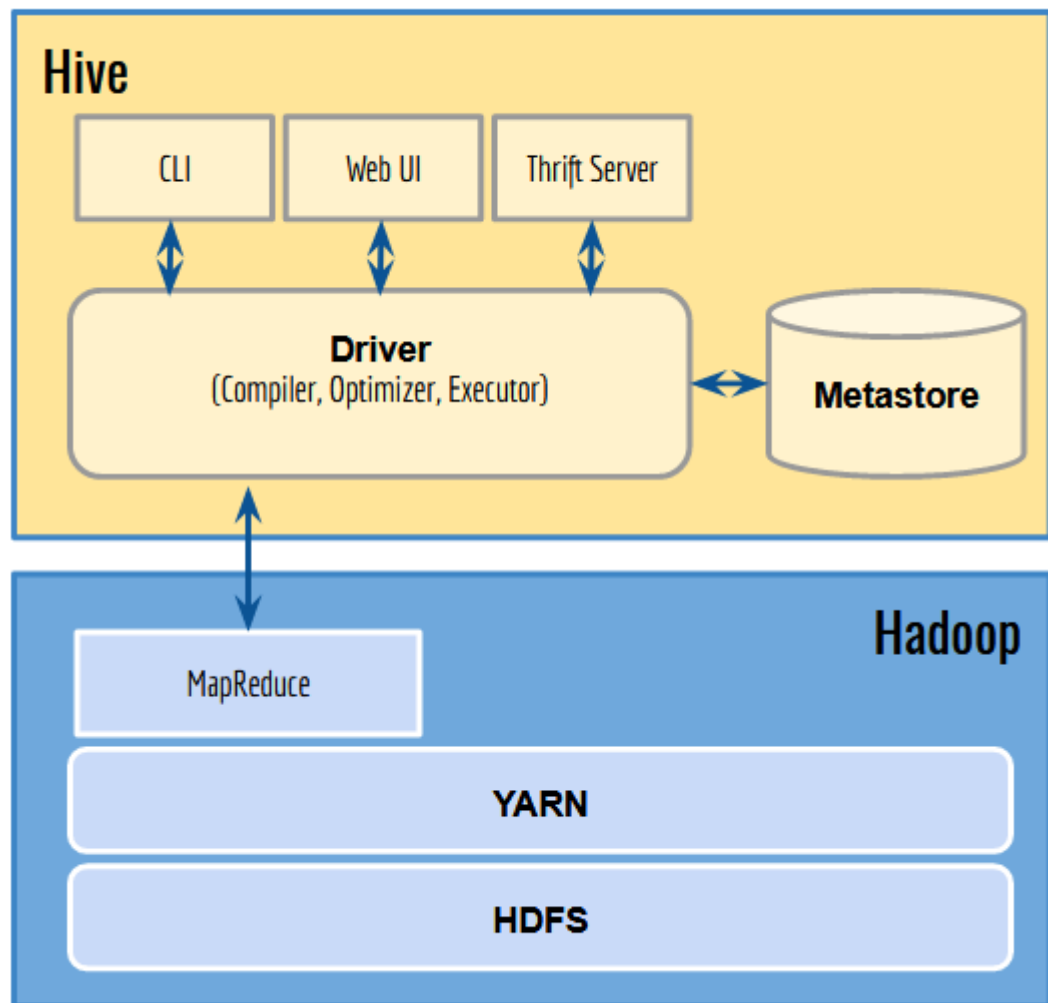 Hive
CLI
Web UI
Thrift Server
Driver
(Compiler, Optimizer, Executor)
Metastore
Hadoop
MapReduce
YARN
HDFS